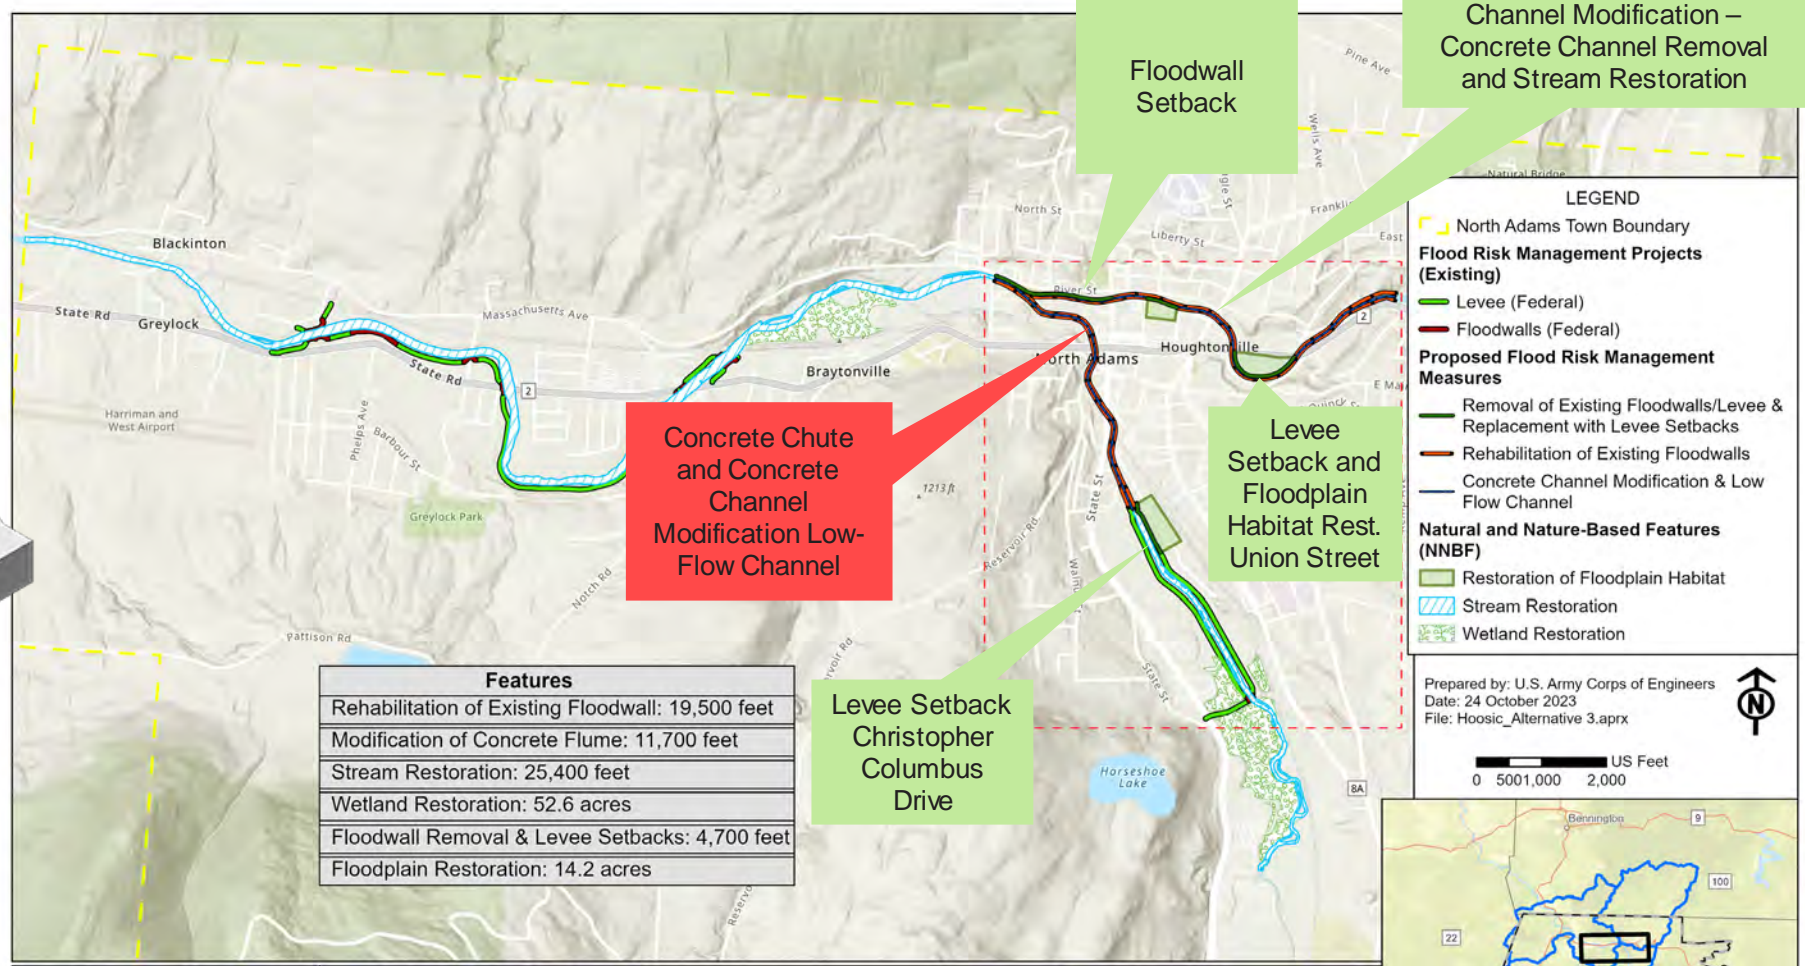 Channel Modification –
Concrete Channel Removal
and Stream Restoration
Floodwall
Setback
Pine Ave
Wells Ave
Natural Bridge
North St
Liberty St
Frankli
East
River St
Blackinton
State Rd
Greylock
Massachusetts Ave
State Rd
2
Braytonville
North Adams
Houghtonville
2
E Ma
Quinck St
Harriman and
West Airport
Phelps Ave
Barbour St
Greylock Park
1213 ft
State St
Reservoir Rd
Notch Rd
Pattison Rd
State St
Horseshoe
Lake
8A
Concrete Chute
and Concrete
Channel
Modification Low-
Flow Channel
Levee
Setback and
Floodplain
Habitat Rest.
Union Street
Levee Setback
Christopher
Columbus
Drive
Features
Rehabilitation of Existing Floodwall: 19,500 feet
Modification of Concrete Flume: 11,700 feet
Stream Restoration: 25,400 feet
Wetland Restoration: 52.6 acres
Floodwall Removal & Levee Setbacks: 4,700 feet
Floodplain Restoration: 14.2 acres
LEGEND
North Adams Town Boundary
Flood Risk Management Projects
(Existing)
Levee (Federal)
Floodwalls (Federal)
Proposed Flood Risk Management
Measures
Removal of Existing Floodwalls/Levee &
Replacement with Levee Setbacks
Rehabilitation of Existing Floodwalls
Concrete Channel Modification & Low
Flow Channel
Natural and Nature-Based Features
(NNBF)
Restoration of Floodplain Habitat
Stream Restoration
Wetland Restoration
Prepared by: U.S. Army Corps of Engineers
Date: 24 October 2023
File: Hoosic_Alternative 3.aprx
N
US Feet
0 500 1,000 2,000
Bennington
9
100
22